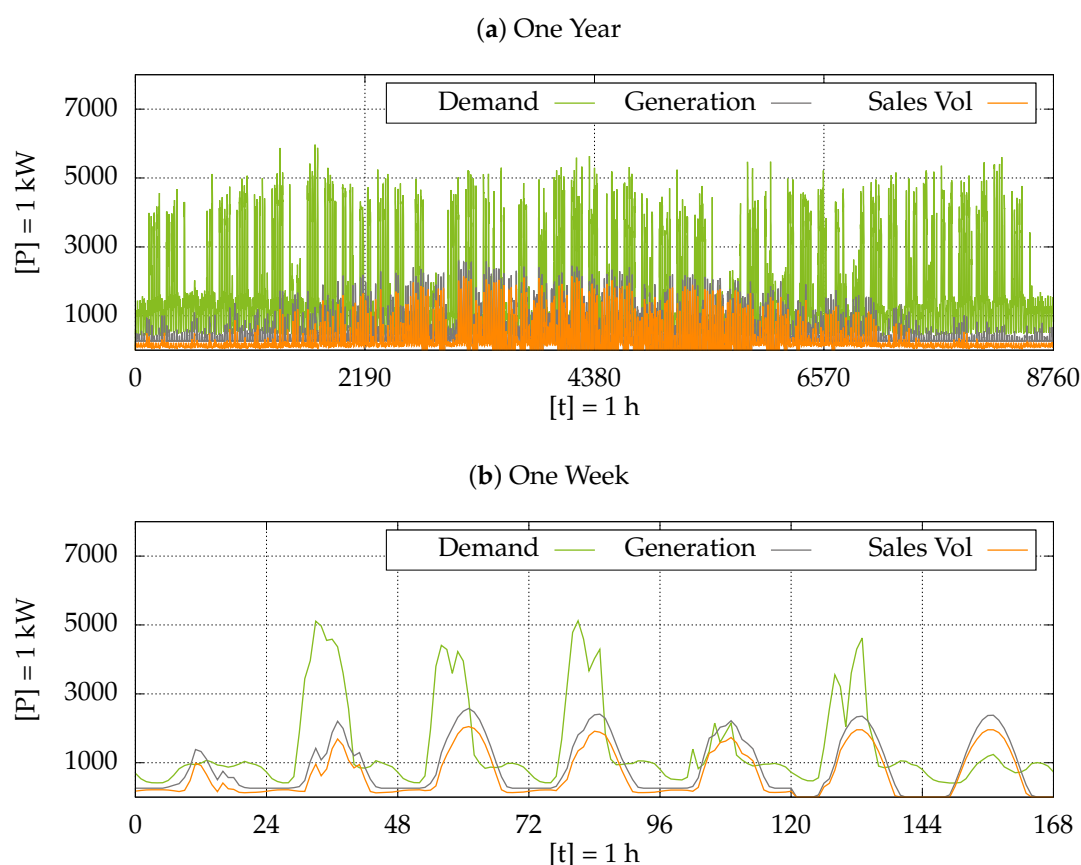 (a) One Year
[P] = 1 kW
7000
5000
3000
1000
Demand Generation Sales Vol
0 2190 4380 6570 8760
[t] = 1 h
(b) One Week
[P] = 1 kW
7000
5000
3000
1000
Demand Generation Sales Vol
0 24 48 72 96 120 144 168
[t] = 1 h